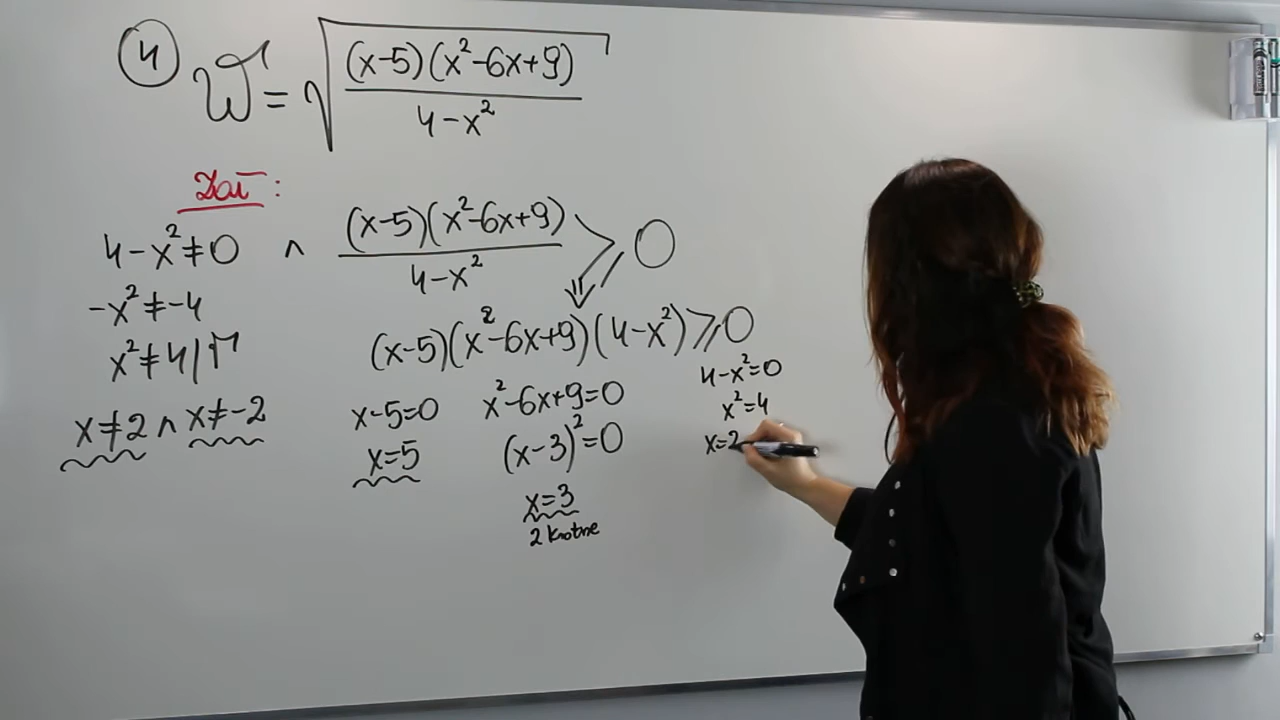 4 W = √((x-5)(x²-6x+9)/(4-x²))
Zał:
4-x²≠0 ∧ (x-5)(x²-6x+9)/(4-x²) ≥ 0
-x²≠-4
x²≠4 |√
x≠2 ∧ x≠-2
(x-5)(x²-6x+9)(4-x²)≥0
x-5=0
x=5
x²-6x+9=0
(x-3)²=0
x=3
2 krotne
4-x²=0
x²=4
x=2